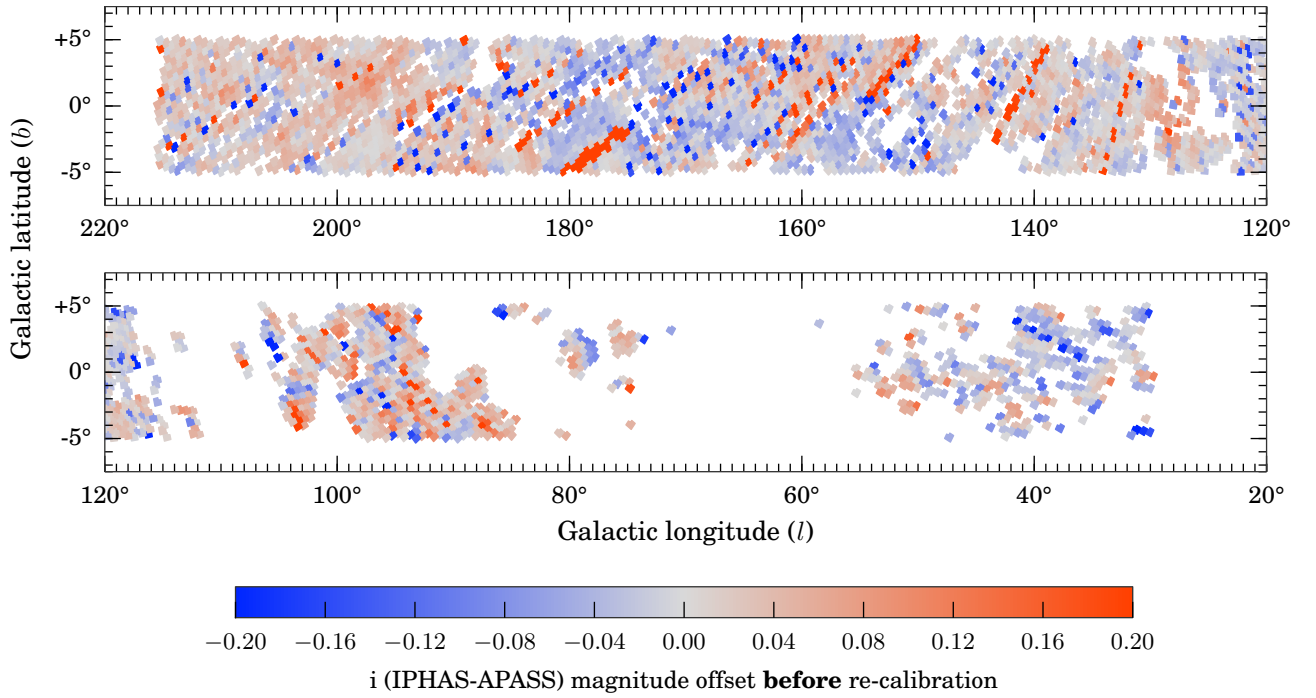 +5°
0°
-5°
220° 200° 180° 160° 140° 120°
Galactic latitude (b)
+5°
0°
-5°
120° 100° 80° 60° 40° 20°
Galactic longitude (l)
−0.20 −0.16 −0.12 −0.08 −0.04 0.00 0.04 0.08 0.12 0.16 0.20
i (IPHAS-APASS) magnitude offset before re-calibration